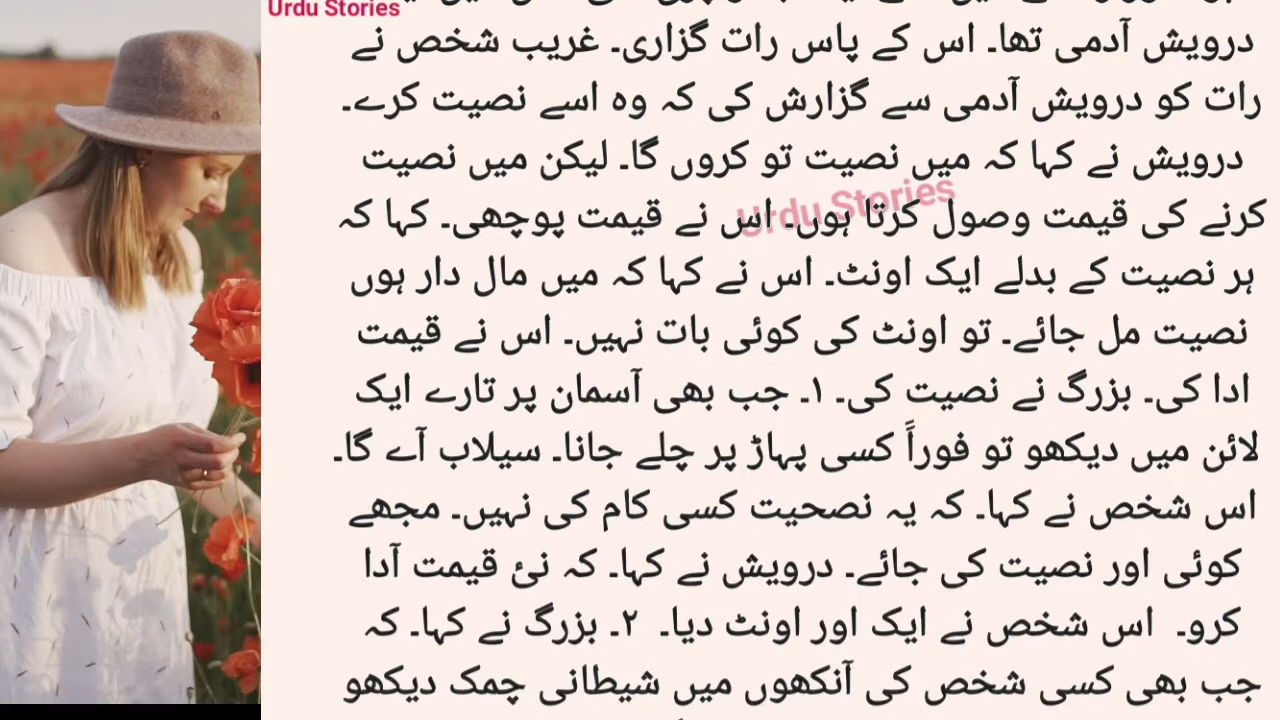 Urdu Stories
درویش آدمی تھا۔ اس کے پاس رات گزاری۔ غریب شخص نے
رات کو درویش آدمی سے گزارش کی کہ وہ اسے نصیت کرے۔
درویش نے کہا کہ میں نصیت تو کروں گا۔ لیکن میں نصیت
Urdu Stories
کرنے کی قیمت وصول کرتا ہوں۔ اس نے قیمت پوچھی۔ کہا کہ
ہر نصیت کے بدلے ایک اونٹ۔ اس نے کہا کہ میں مال دار ہوں
نصیت مل جائے۔ تو اونٹ کی کوئی بات نہیں۔ اس نے قیمت
ادا کی۔ بزرگ نے نصیت کی۔ ۱۔ جب بھی آسمان پر تارے ایک
لائن میں دیکھو تو فوراً کسی پہاڑ پر چلے جانا۔ سیلاب آے گا۔
اس شخص نے کہا۔ کہ یہ نصحیت کسی کام کی نہیں۔ مجھے
کوئی اور نصیت کی جائے۔ درویش نے کہا۔ کہ نئ قیمت آدا
کرو۔ اس شخص نے ایک اور اونٹ دیا۔ ۲۔ بزرگ نے کہا۔ کہ
جب بھی کسی شخص کی آنکھوں میں شیطانی چمک دیکھو